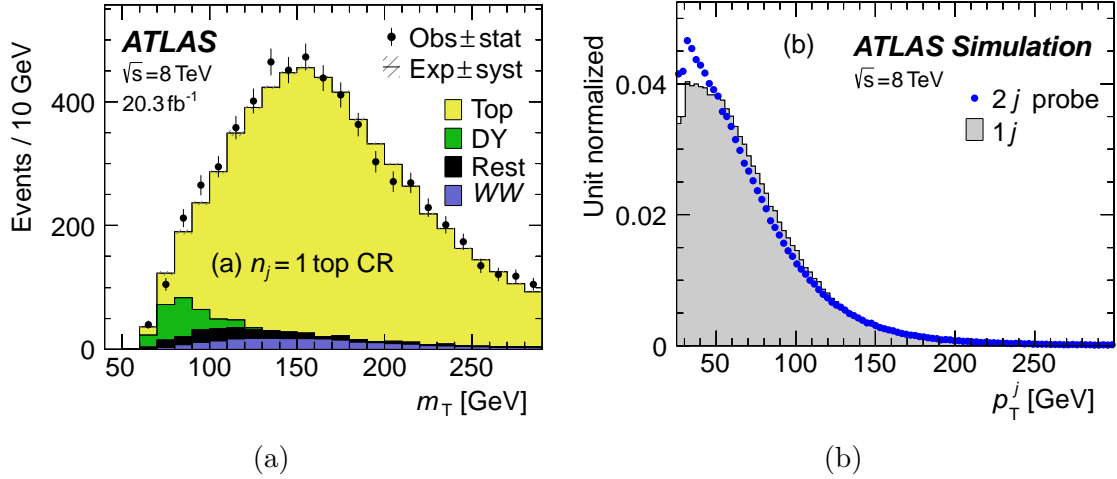 ATLAS
√s=8 TeV
20.3 fb⁻¹
Obs±stat
Exp±syst
Top
DY
Rest
WW
(a) n_j=1 top CR
Events / 10 GeV
400
200
0
50 100 150 200 250
m_T [GeV]
(a)
(b)
ATLAS Simulation
√s=8 TeV
2 j probe
1 j
Unit normalized
0.04
0.02
0
50 100 150 200 250
p_T^j [GeV]
(b)